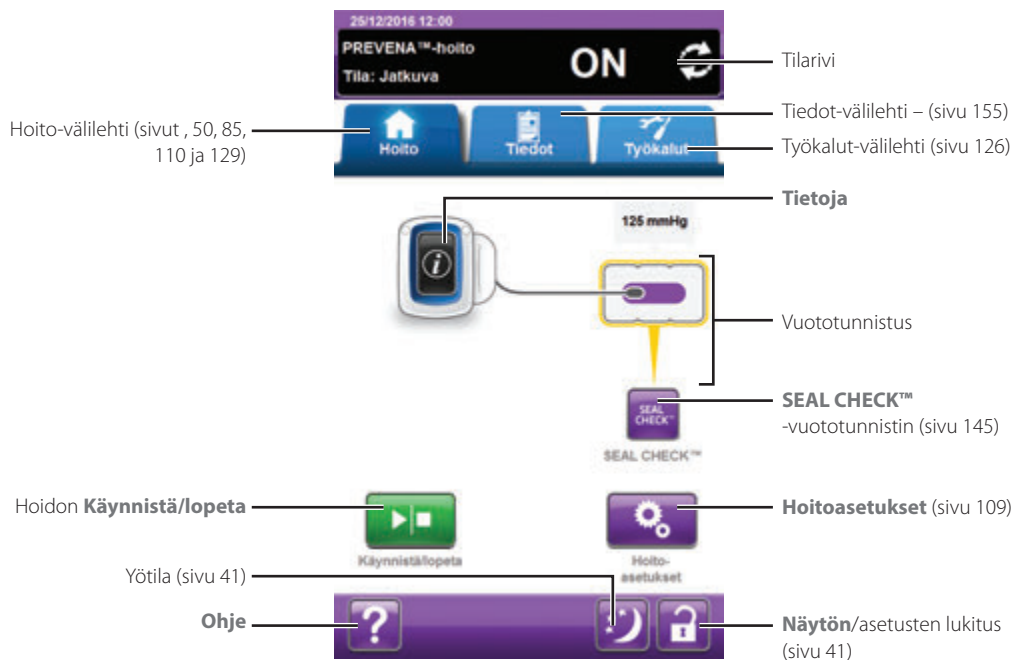 25/12/2016 12:00
PREVENA™-hoito
ON
Tila: Jatkuva
Tilarivi
Hoito-välilehti (sivut , 50, 85,
110 ja 129)
Hoito
Tiedot
Työkalut
Tiedot-välilehti – (sivu 155)
Työkalut-välilehti (sivu 126)
Tietoja
125 mmHg
i
Vuototunnistus
SEAL
CHECK™
SEAL CHECK™
SEAL CHECK™
-vuototunnistin (sivu 145)
Hoidon Käynnistä/lopeta
Käynnistä/lopeta
Hoito-
asetukset
Hoitoasetukset (sivu 109)
Yötila (sivu 41)
Ohje
?
Näytön/asetusten lukitus
(sivu 41)